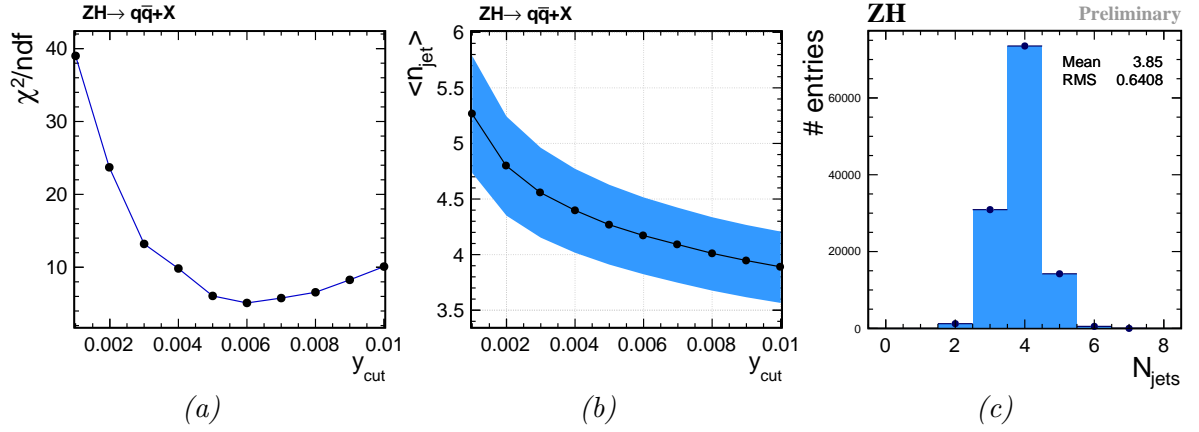 ZH→ qq̅+X
χ²/ndf
40
30
20
10
0.002 0.004 0.006 0.008 0.01
y_cut
(a)
ZH→ qq̅+X
<n_jet>
6
5.5
5
4.5
4
3.5
0.002 0.004 0.006 0.008 0.01
y_cut
(b)
ZH Preliminary
# entries
Mean 3.85
RMS 0.6408
60000
40000
20000
0
0 2 4 6 8
N_jets
(c)